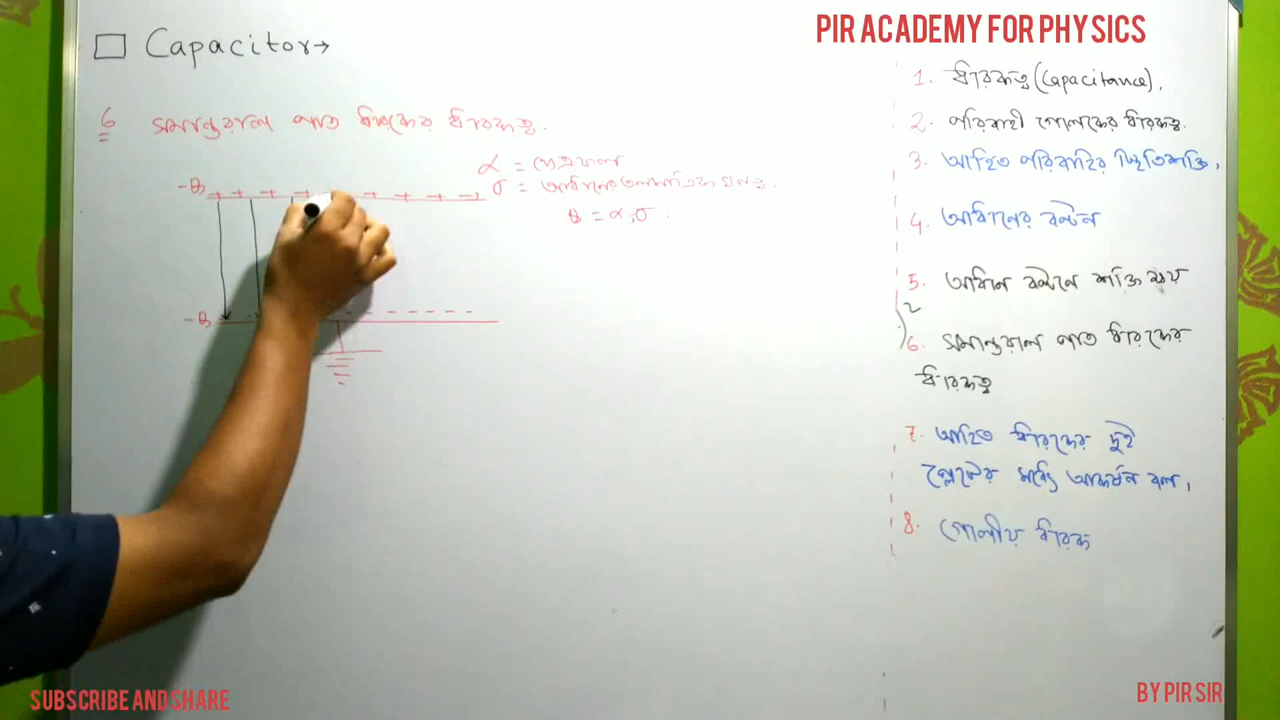 PIR ACADEMY FOR PHYSICS
□ Capacitor→
6 সমান্তরাল পাত ধারকের ধারকত্ব.
α = ক্ষেত্রফল
σ = আধানের তলমাত্রিক ঘনত্ব.
Q = α.σ.
-Q + + + + + + + +
-Q - - - - - -
1. ধারকত্ব (Capacitance).
2. পরিবাহী গোলকের ধারকত্ব.
3. আহিত পরিবাহির স্থিতিশক্তি,
4. আধানের বন্টন
5. আধান বন্টনে শক্তি ক্ষয়
6. সমান্তরাল পাত ধারকের
ধারকত্ব
7. আহিত ধারকের দুই
প্লেটের মধ্যে আকর্ষন বল,
8. গোলীয় ধারক
SUBSCRIBE AND SHARE
BY PIR SIR